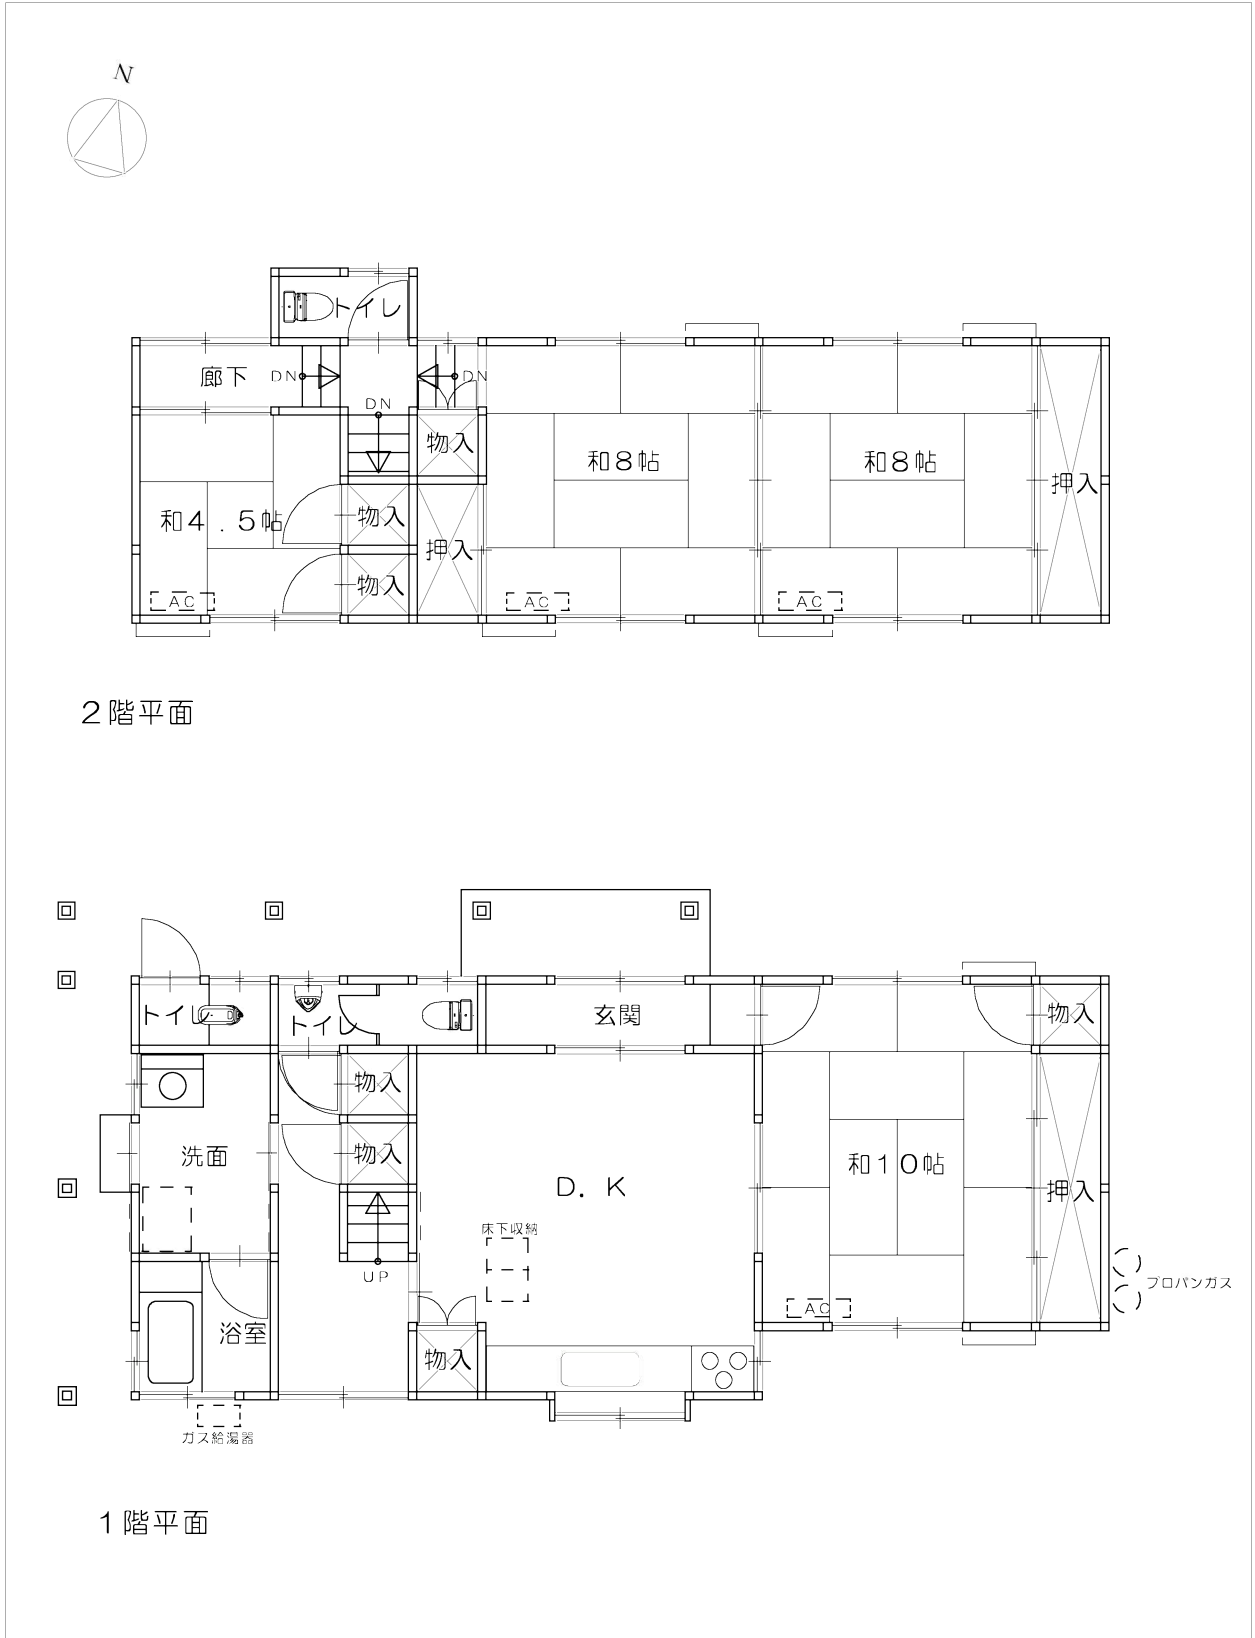 N
トイレ
廊下
DN
DN
DN
物入
和8帖
和8帖
押入
和4．5帖
物入
押入
物入
AC
AC
AC
2階平面
トイレ
トイレ
玄関
物入
物入
洗面
物入
D．K
和10帖
押入
床下収納
UP
プロパンガス
AC
浴室
物入
ガス給湯器
1階平面